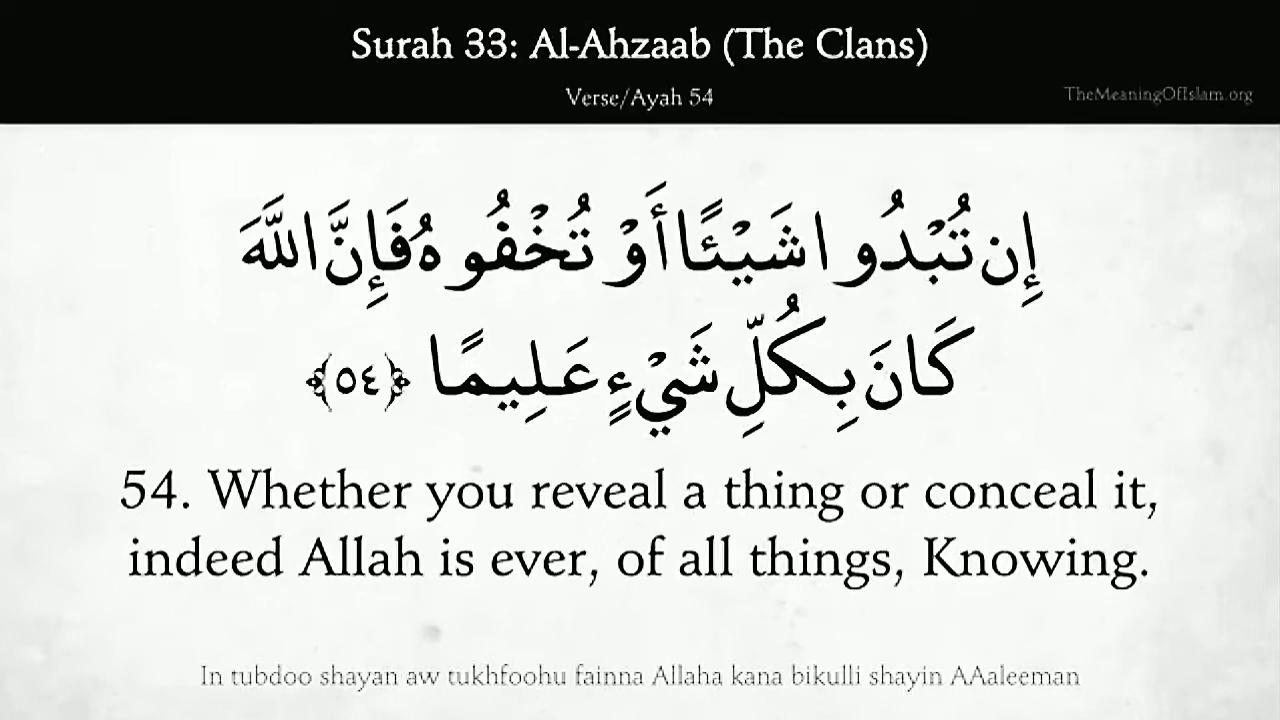 Surah 33: Al-Ahzaab (The Clans)
Verse/Ayah 54
TheMeaningOfIslam.org
إِن تُبْدُوا شَيْئًا أَوْ تُخْفُوهُ فَإِنَّ اللَّهَ
كَانَ بِكُلِّ شَيْءٍ عَلِيمًا ﴿٥٤﴾
54. Whether you reveal a thing or conceal it,
indeed Allah is ever, of all things, Knowing.
In tubdoo shayan aw tukhfoohu fainna Allaha kana bikulli shayin AAaleeman